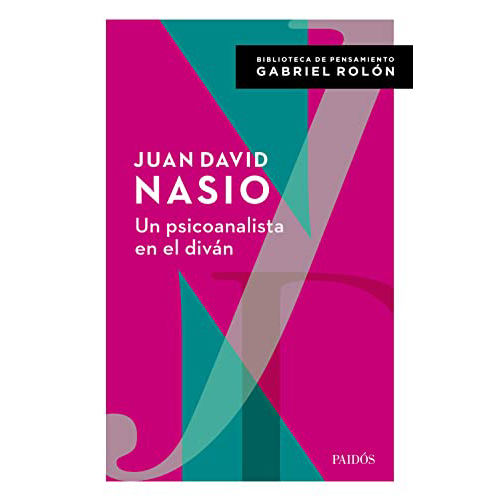 BIBLIOTECA DE PENSAMIENTO
GABRIEL ROLÓN
JUAN DAVID
NASIO
Un psicoanalista
en el diván
PAIDÓS